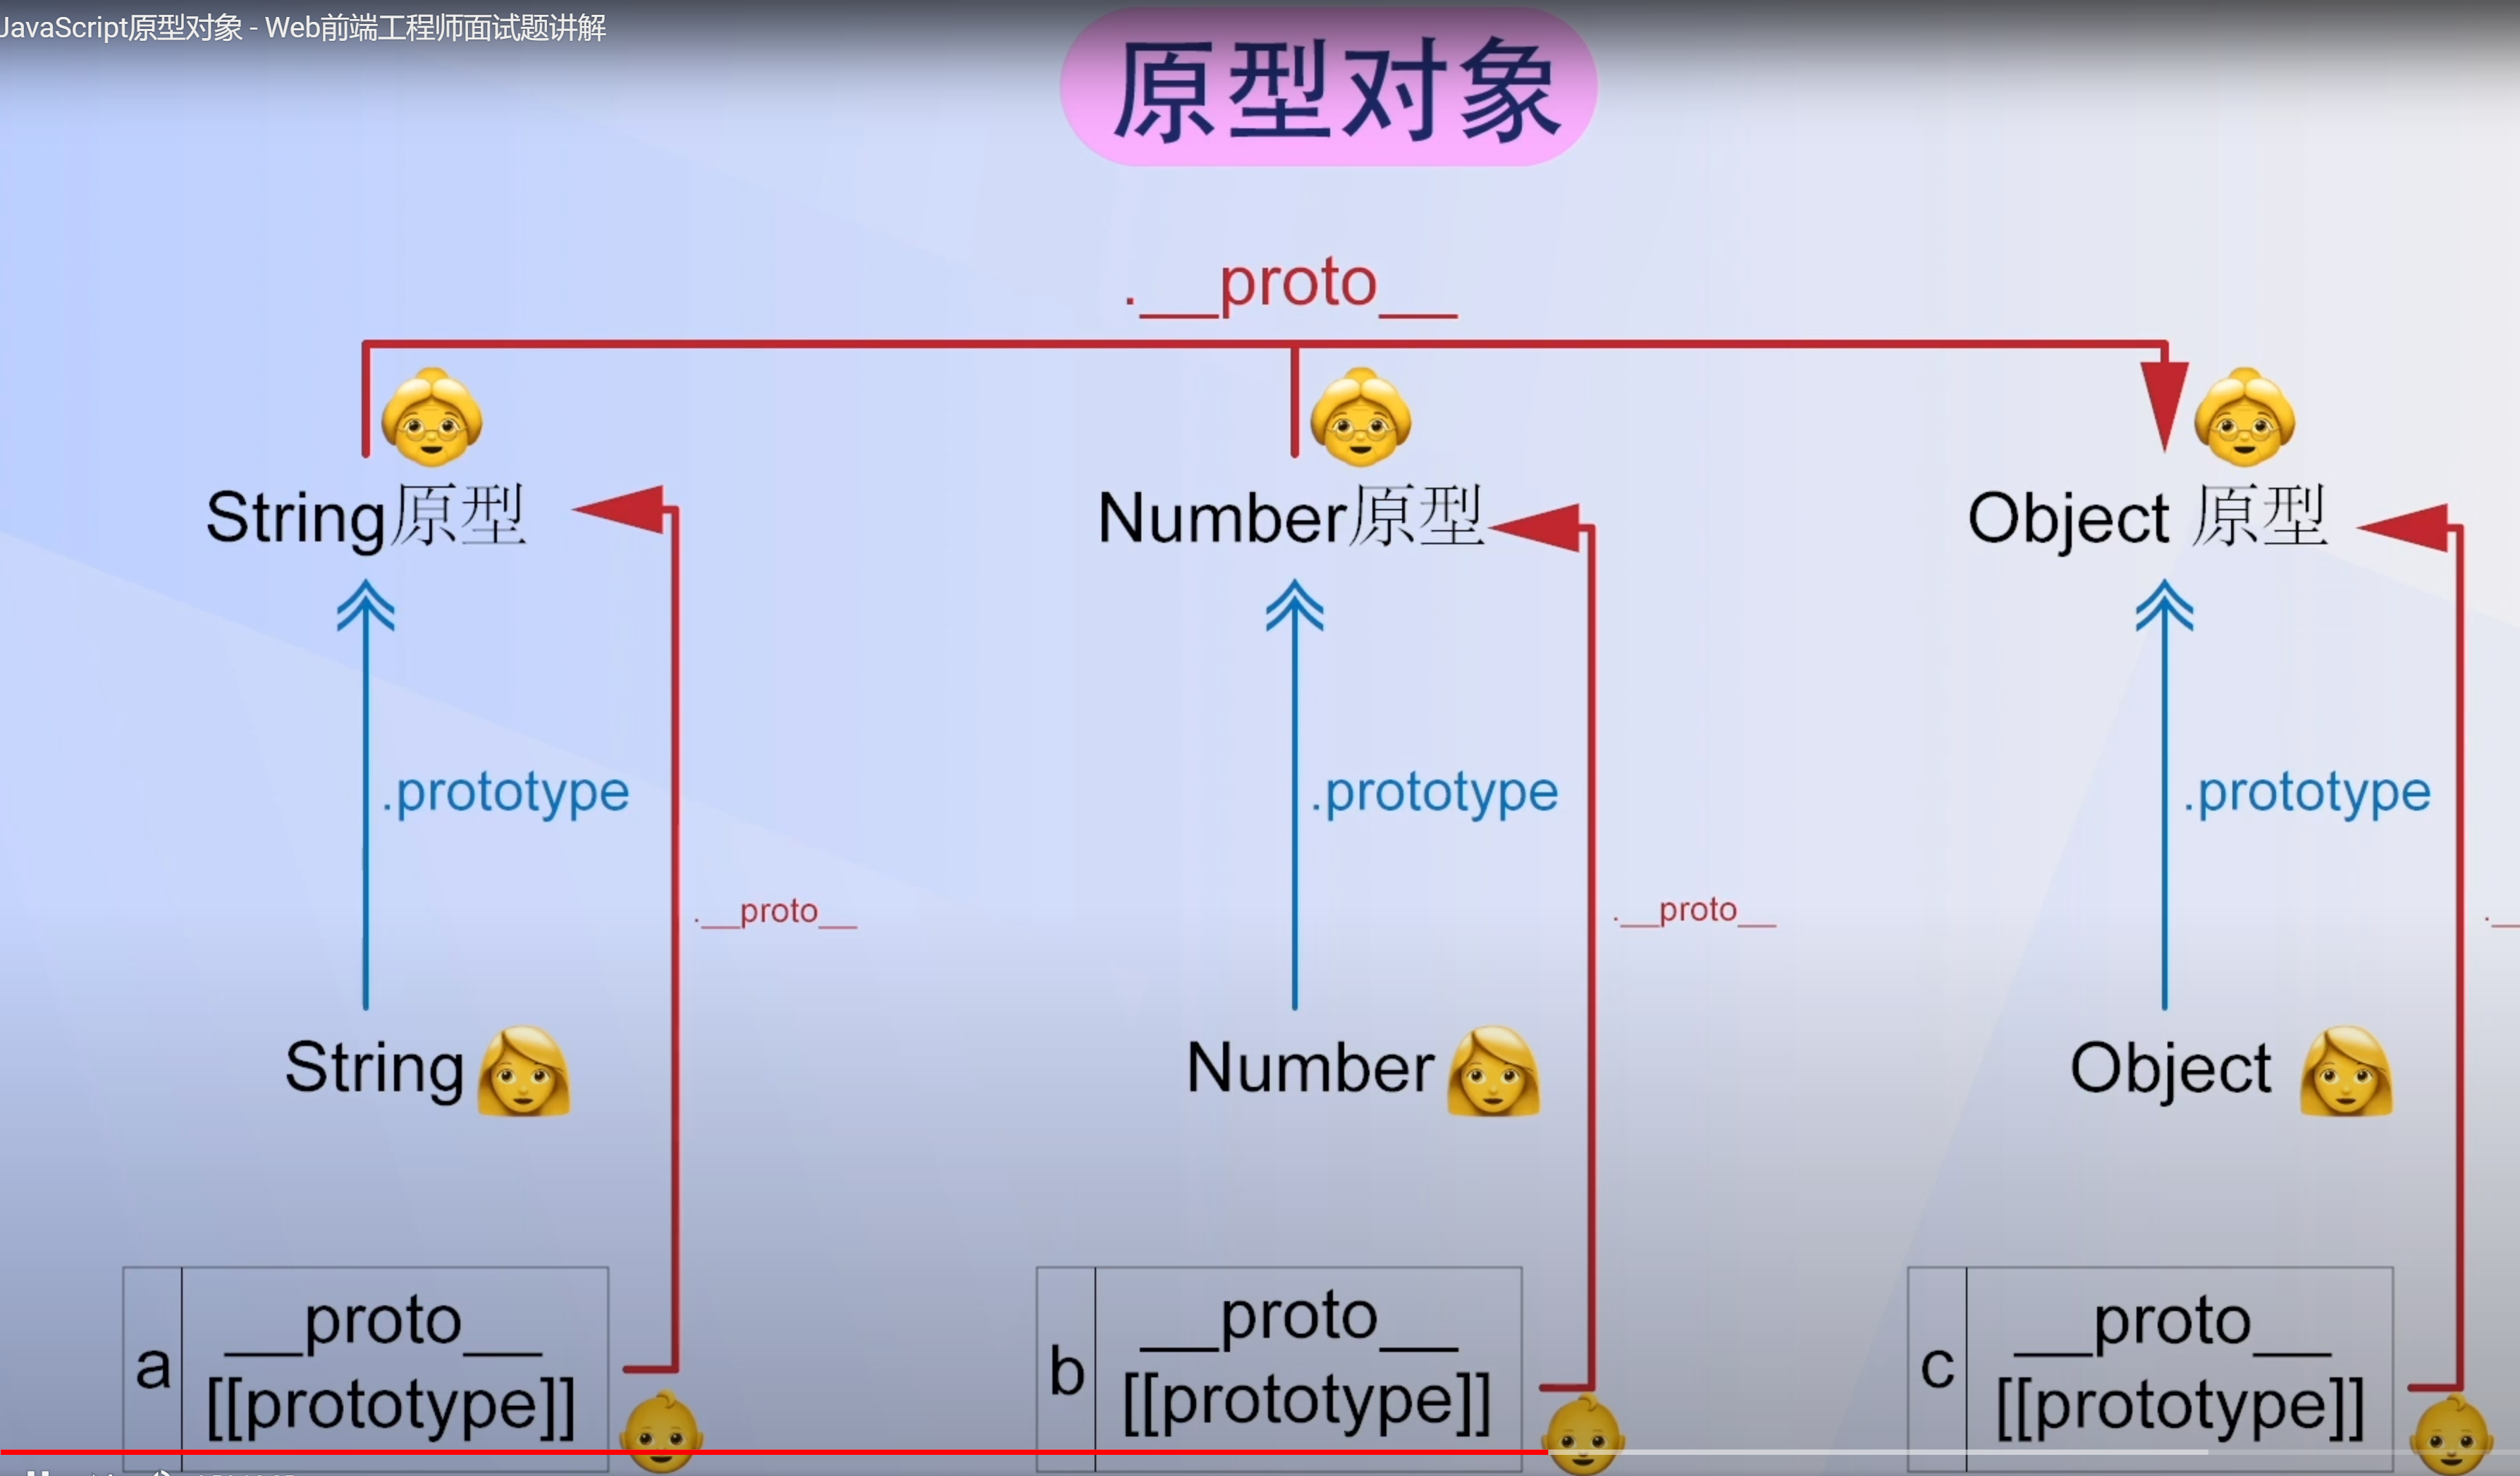 JavaScript原型对象 - Web前端工程师面试题讲解
原型对象
.__proto__
String原型
Number原型
Object 原型
.prototype
.prototype
.prototype
.__proto__
.__proto__
String
Number
Object
a
__proto__
[[prototype]]
b
__proto__
[[prototype]]
c
__proto__
[[prototype]]